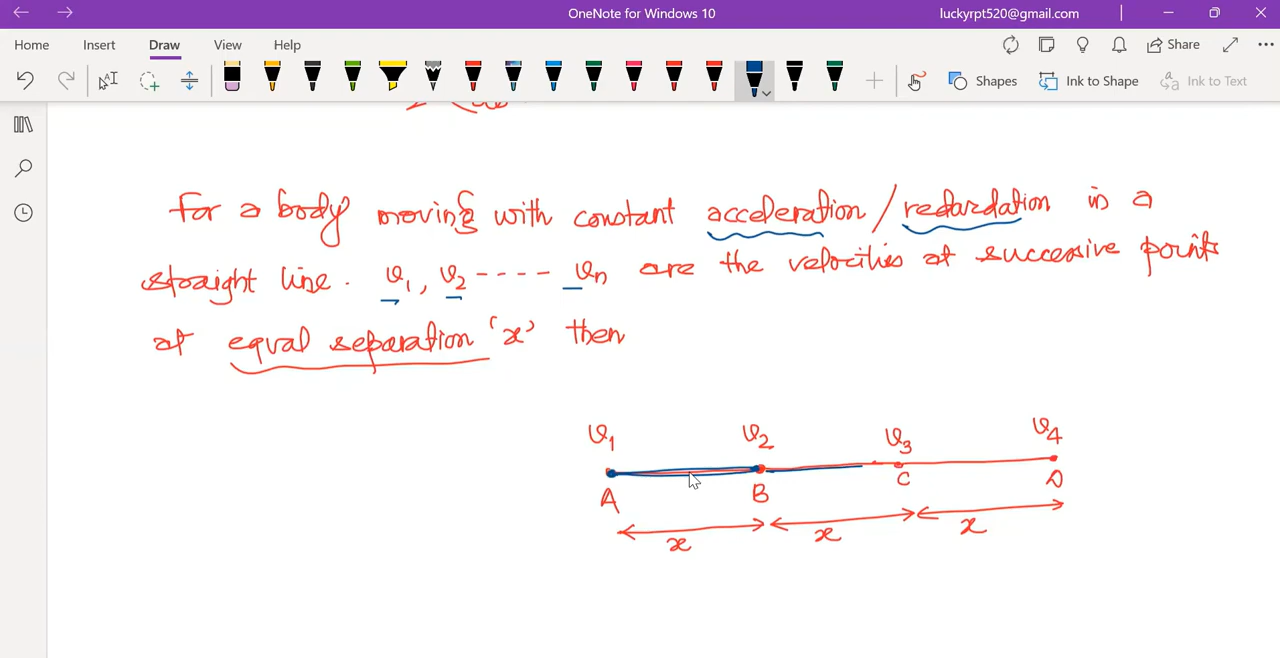 OneNote for Windows 10
luckyrpt520@gmail.com
Home Insert Draw View Help
Share
Shapes Ink to Shape Ink to Text
For a body moving with constant acceleration/retardation in a
straight line. v1, v2 ---- vn are the velocities at successive points
at equal separation 'x' then
v1 v2 v3 v4
A B C D
x x x